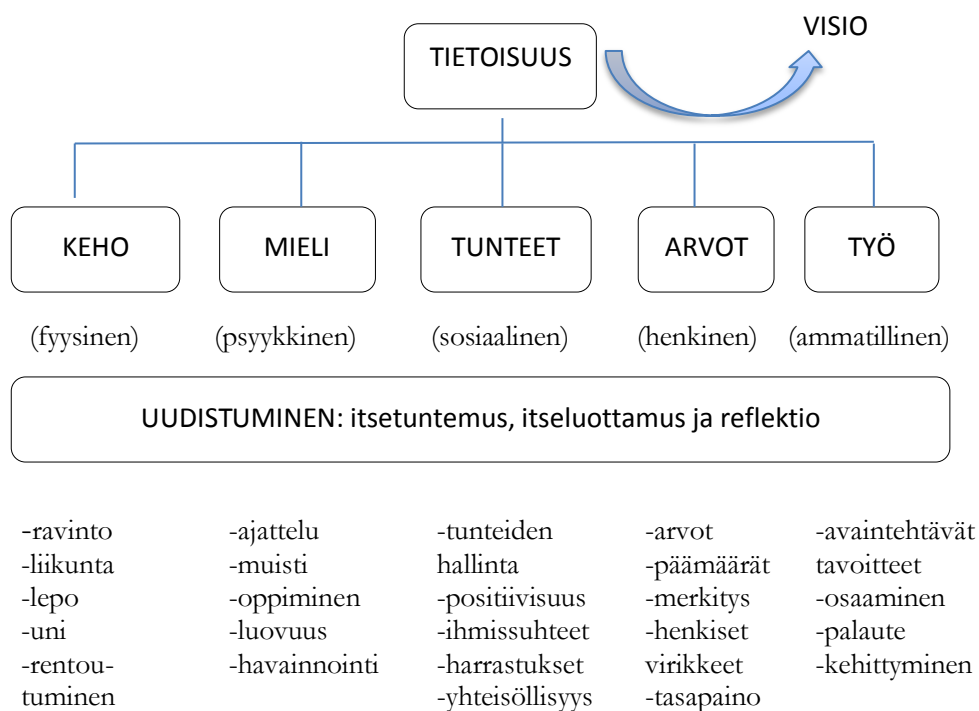 VISIO
TIETOISUUS
KEHO
MIELI
TUNTEET
ARVOT
TYÖ
(fyysinen)
(psyykkinen)
(sosiaalinen)
(henkinen)
(ammatillinen)
UUDISTUMINEN: itsetuntemus, itseluottamus ja reflektio
-ravinto
-liikunta
-lepo
-uni
-rentou-
tuminen
-ajattelu
-muisti
-oppiminen
-luovuus
-havainnointi
-tunteiden
hallinta
-positiivisuus
-ihmissuhteet
-harrastukset
-yhteisöllisyys
-arvot
-päämäärät
-merkitys
-henkiset
virikkeet
-tasapaino
-avaintehtävät
tavoitteet
-osaaminen
-palaute
-kehittyminen